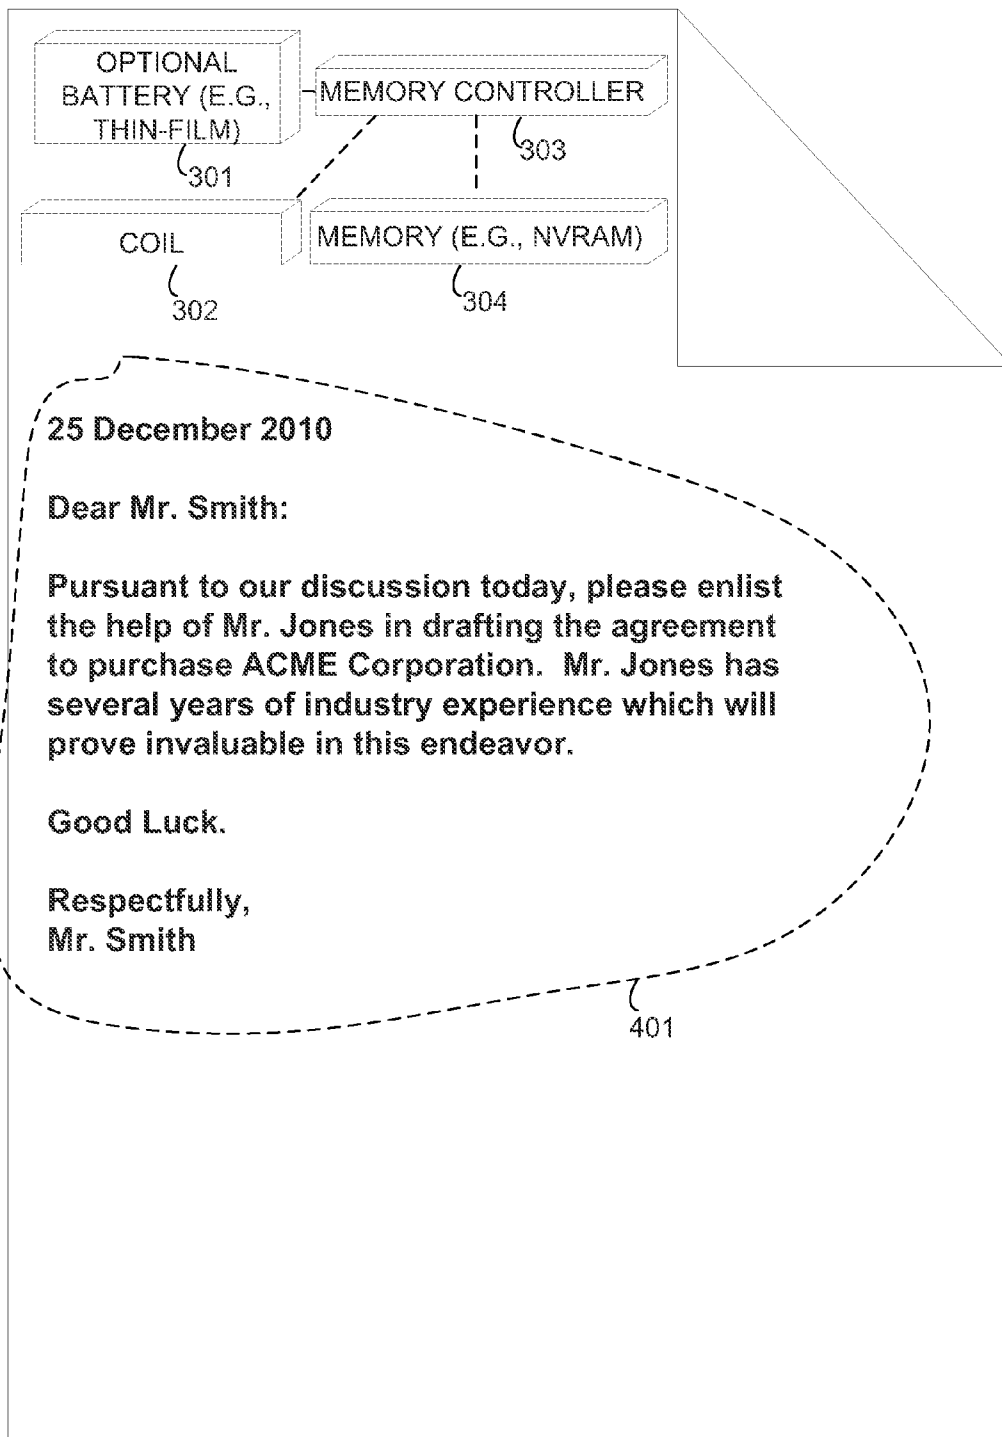 OPTIONAL
BATTERY (E.G.,
THIN-FILM)
301
MEMORY CONTROLLER
303
COIL
302
MEMORY (E.G., NVRAM)
304
25 December 2010
Dear Mr. Smith:
Pursuant to our discussion today, please enlist
the help of Mr. Jones in drafting the agreement
to purchase ACME Corporation.  Mr. Jones has
several years of industry experience which will
prove invaluable in this endeavor.
Good Luck.
Respectfully,
Mr. Smith
401